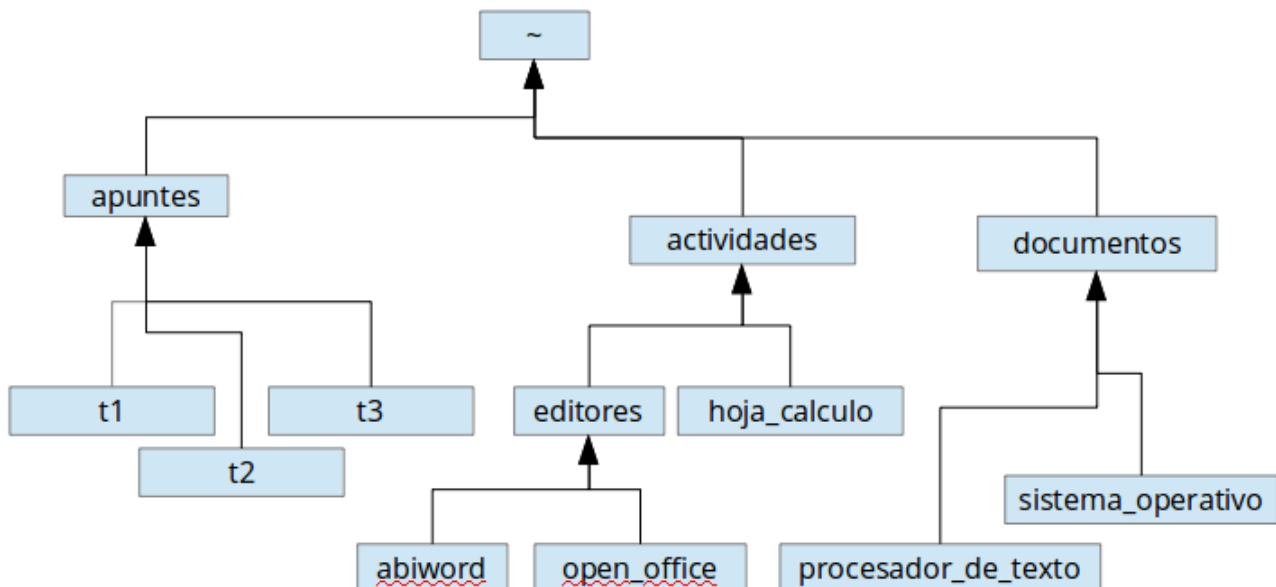 ~
apuntes
actividades
documentos
t1
t3
editores
hoja_calculo
t2
sistema_operativo
abiword
open_office
procesador_de_texto